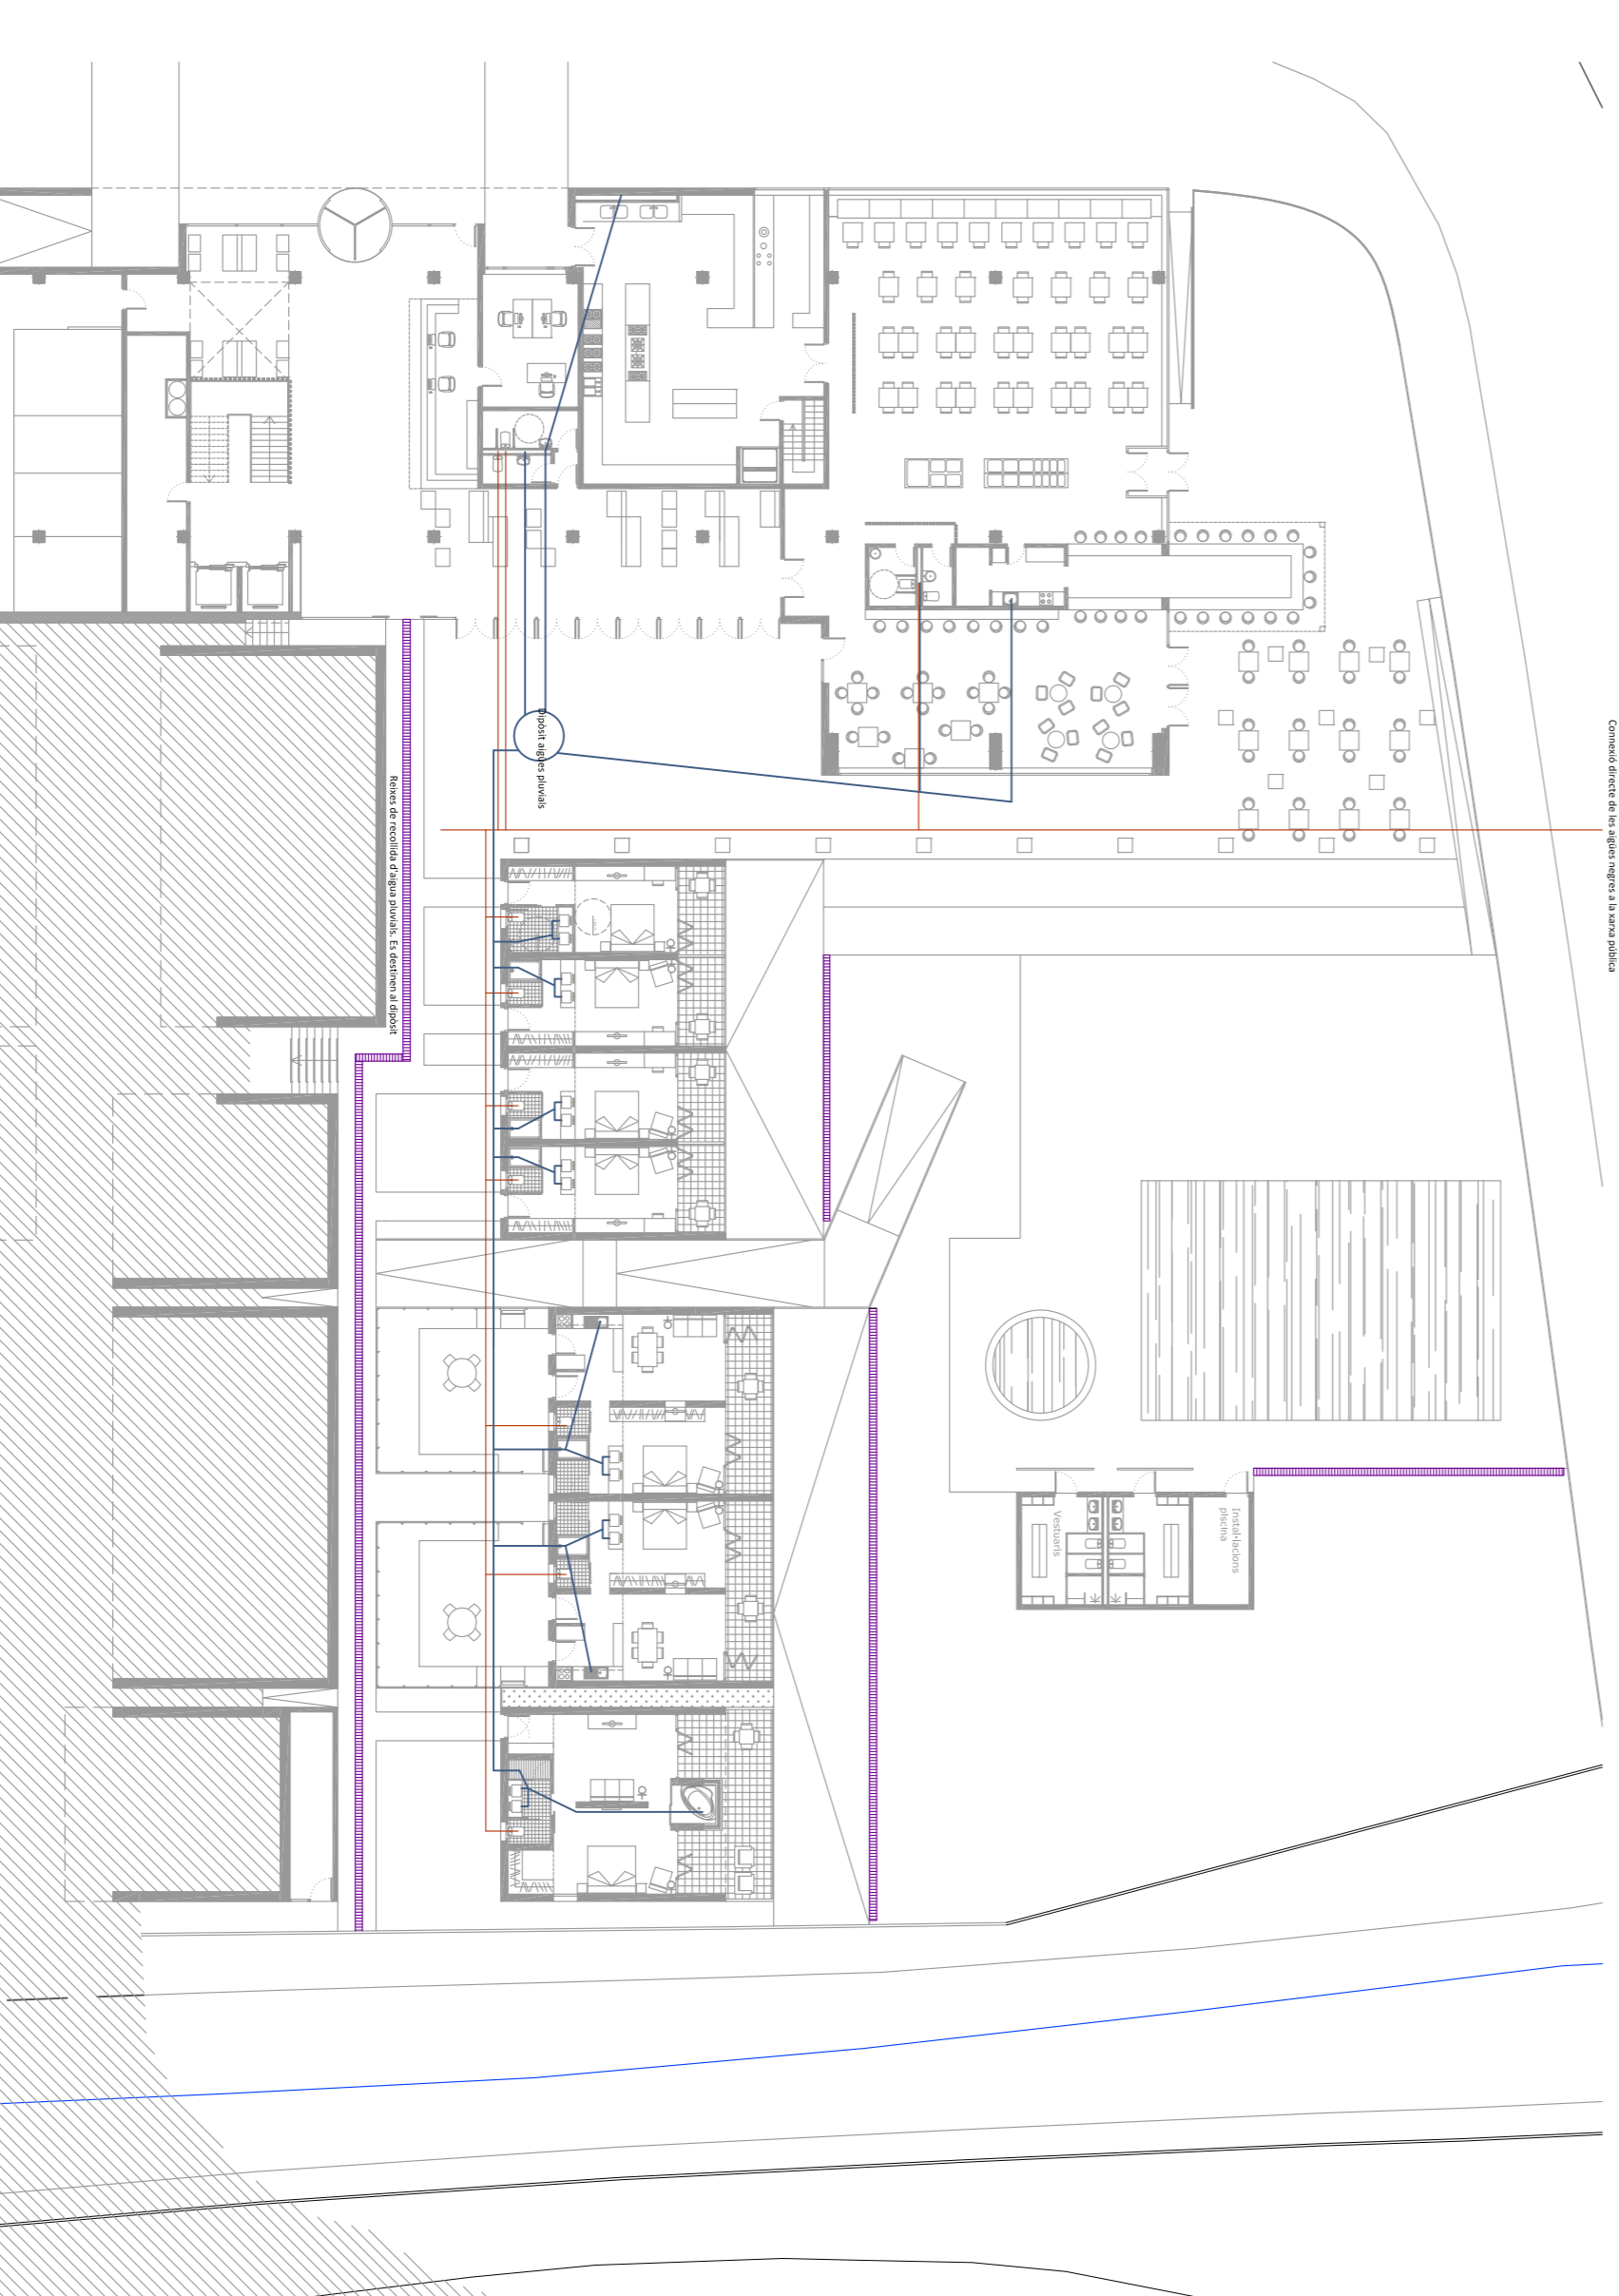 Connexió directe de les aigües negres a la xarxa pública
Dipòsit aigües pluvials
Reixes de recollida d'aigua pluvials. Es destinen al dipòsit
Instal·lacions
piscina
Vestuaris